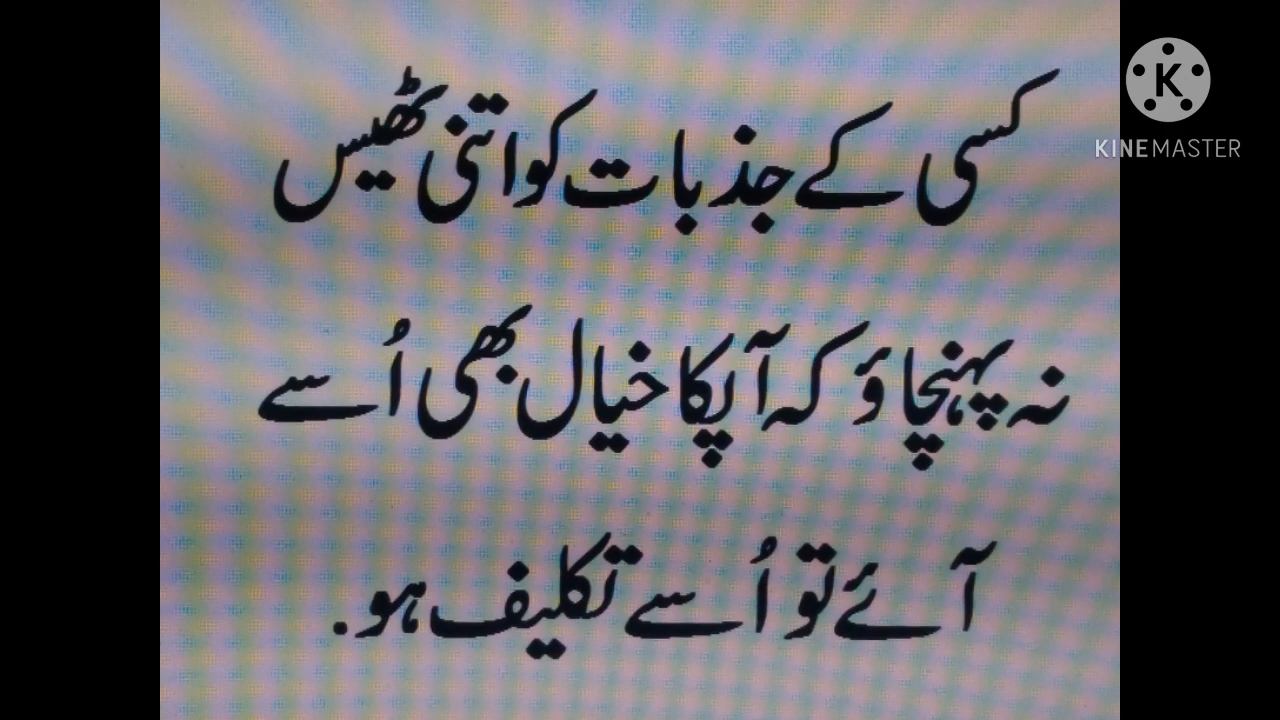 کسی کے جذبات کو اتنی ٹھیس
نہ پہنچاؤ کہ آپکا خیال بھی اُسے
آئے تو اُسے تکلیف ہو.
KINEMASTER